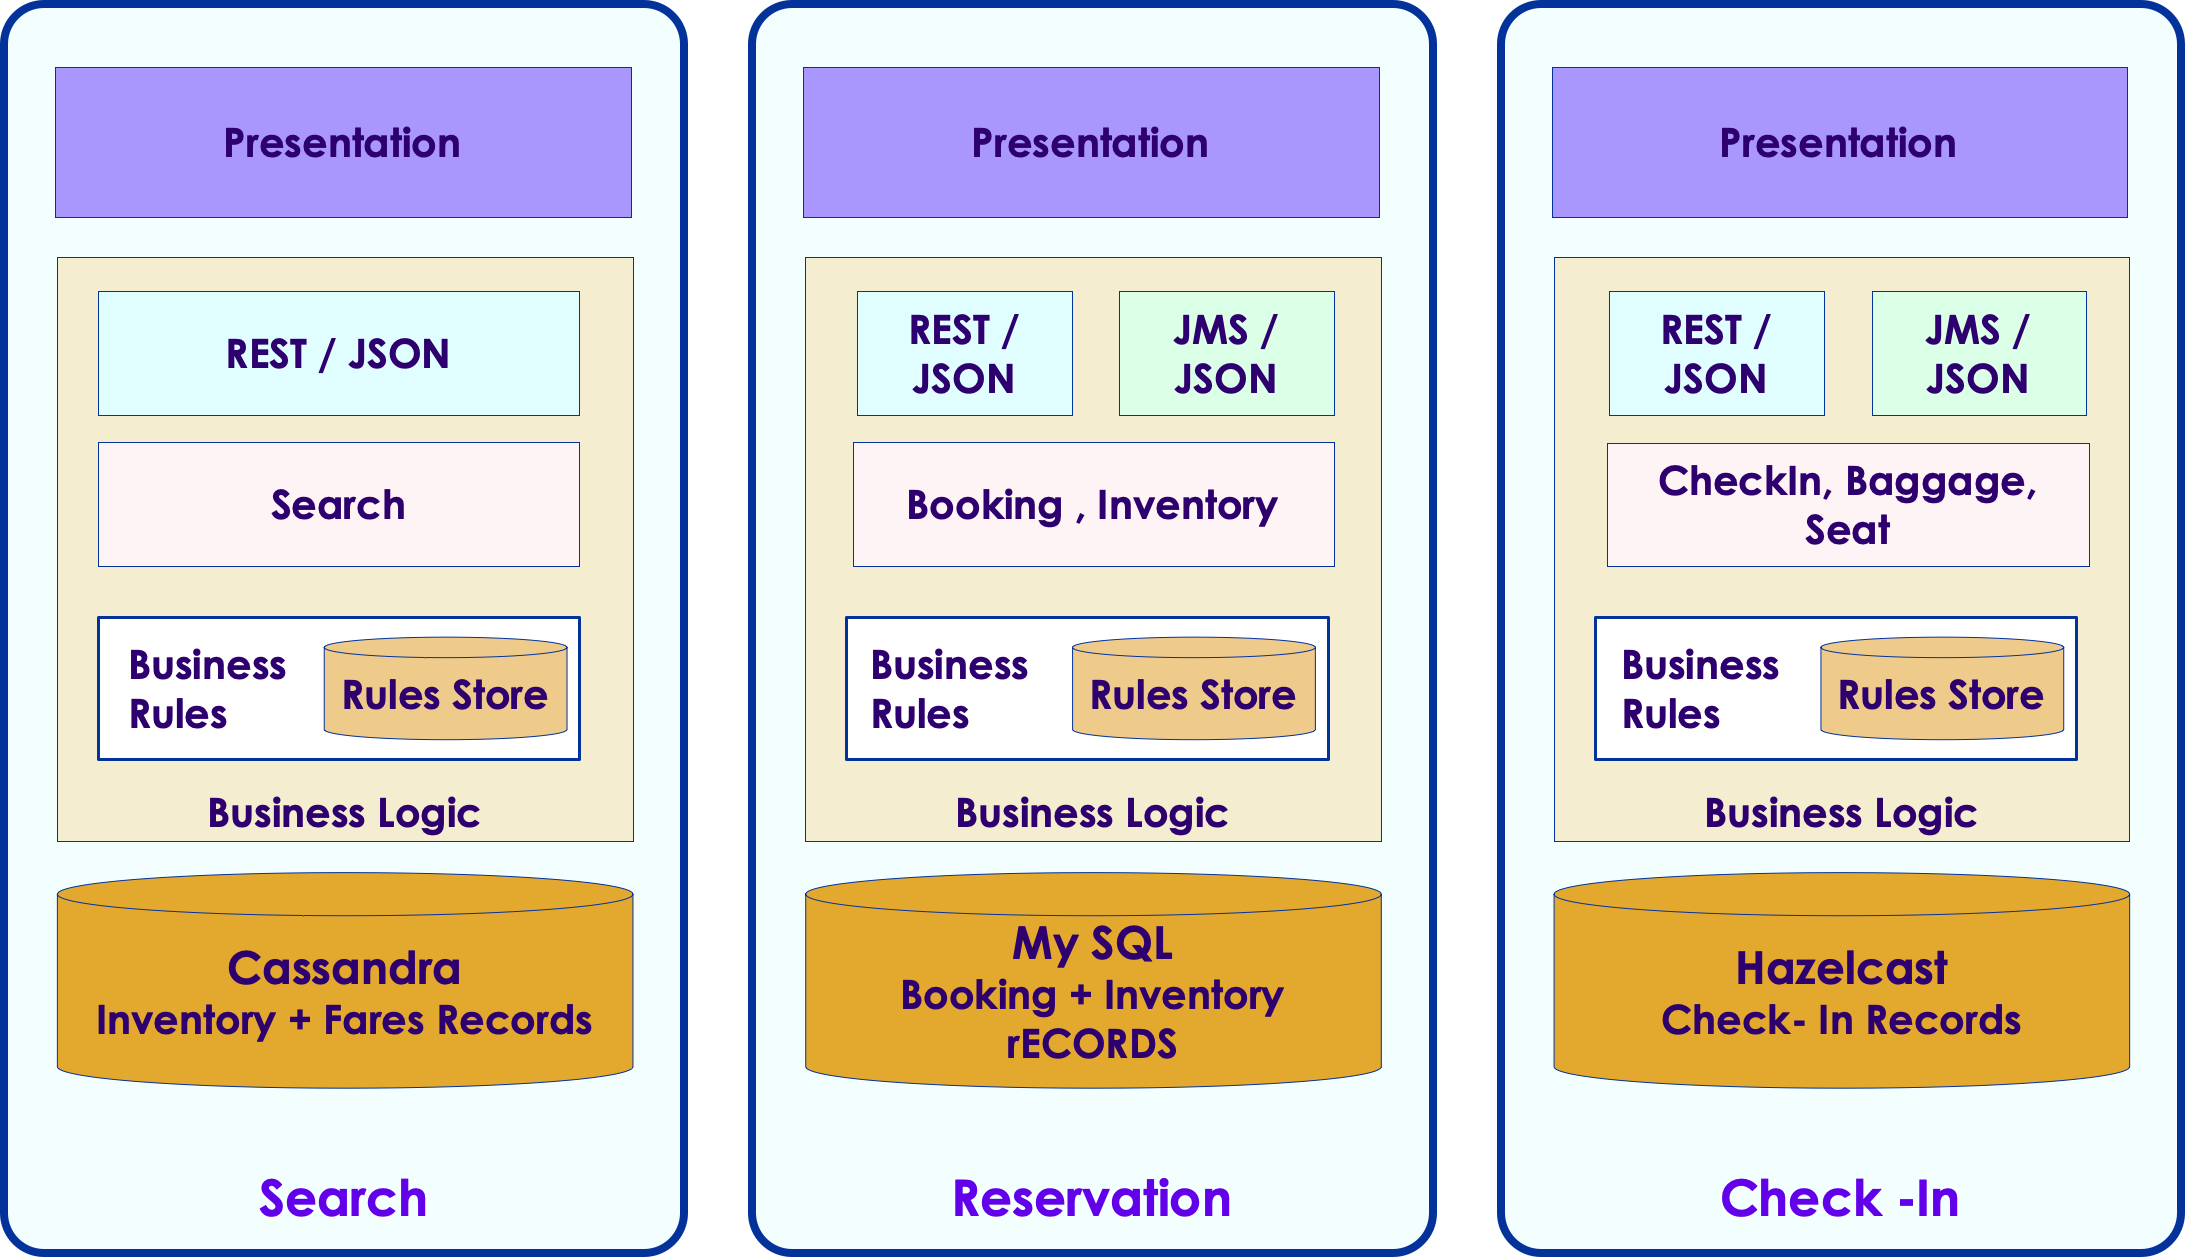 Presentation
REST / JSON
Search
Business
Rules
Rules Store
Business Logic
Cassandra
Inventory + Fares Records
Search
Presentation
REST /
JSON
JMS /
JSON
Booking , Inventory
Business
Rules
Rules Store
Business Logic
My SQL
Booking + Inventory
rECORDS
Reservation
Presentation
REST /
JSON
JMS /
JSON
CheckIn, Baggage,
Seat
Business
Rules
Rules Store
Business Logic
Hazelcast
Check- In Records
Check -In